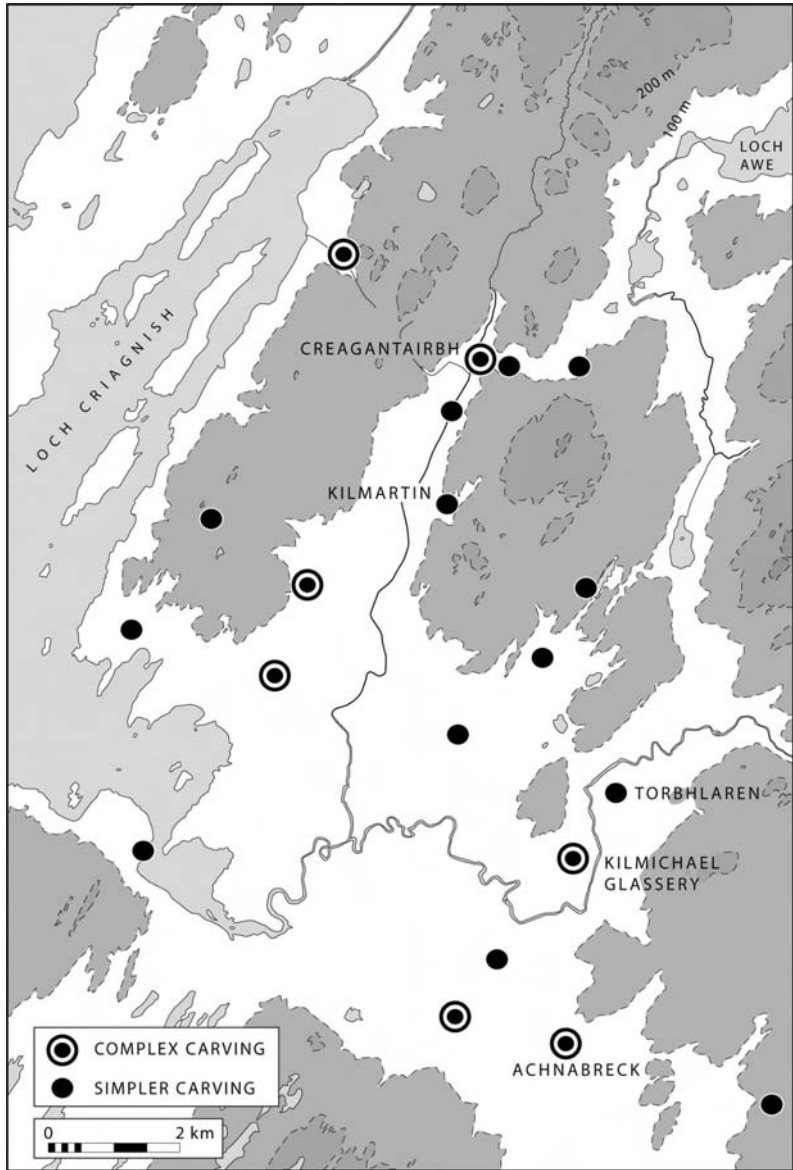 200 m
100 m
LOCH
AWE
CREAGANTAIRBH
LOCH CRIAGNISH
KILMARTIN
TORBHLAREN
KILMICHAEL
GLASSERY
ACHNABRECK
COMPLEX CARVING
SIMPLER CARVING
0 2 km